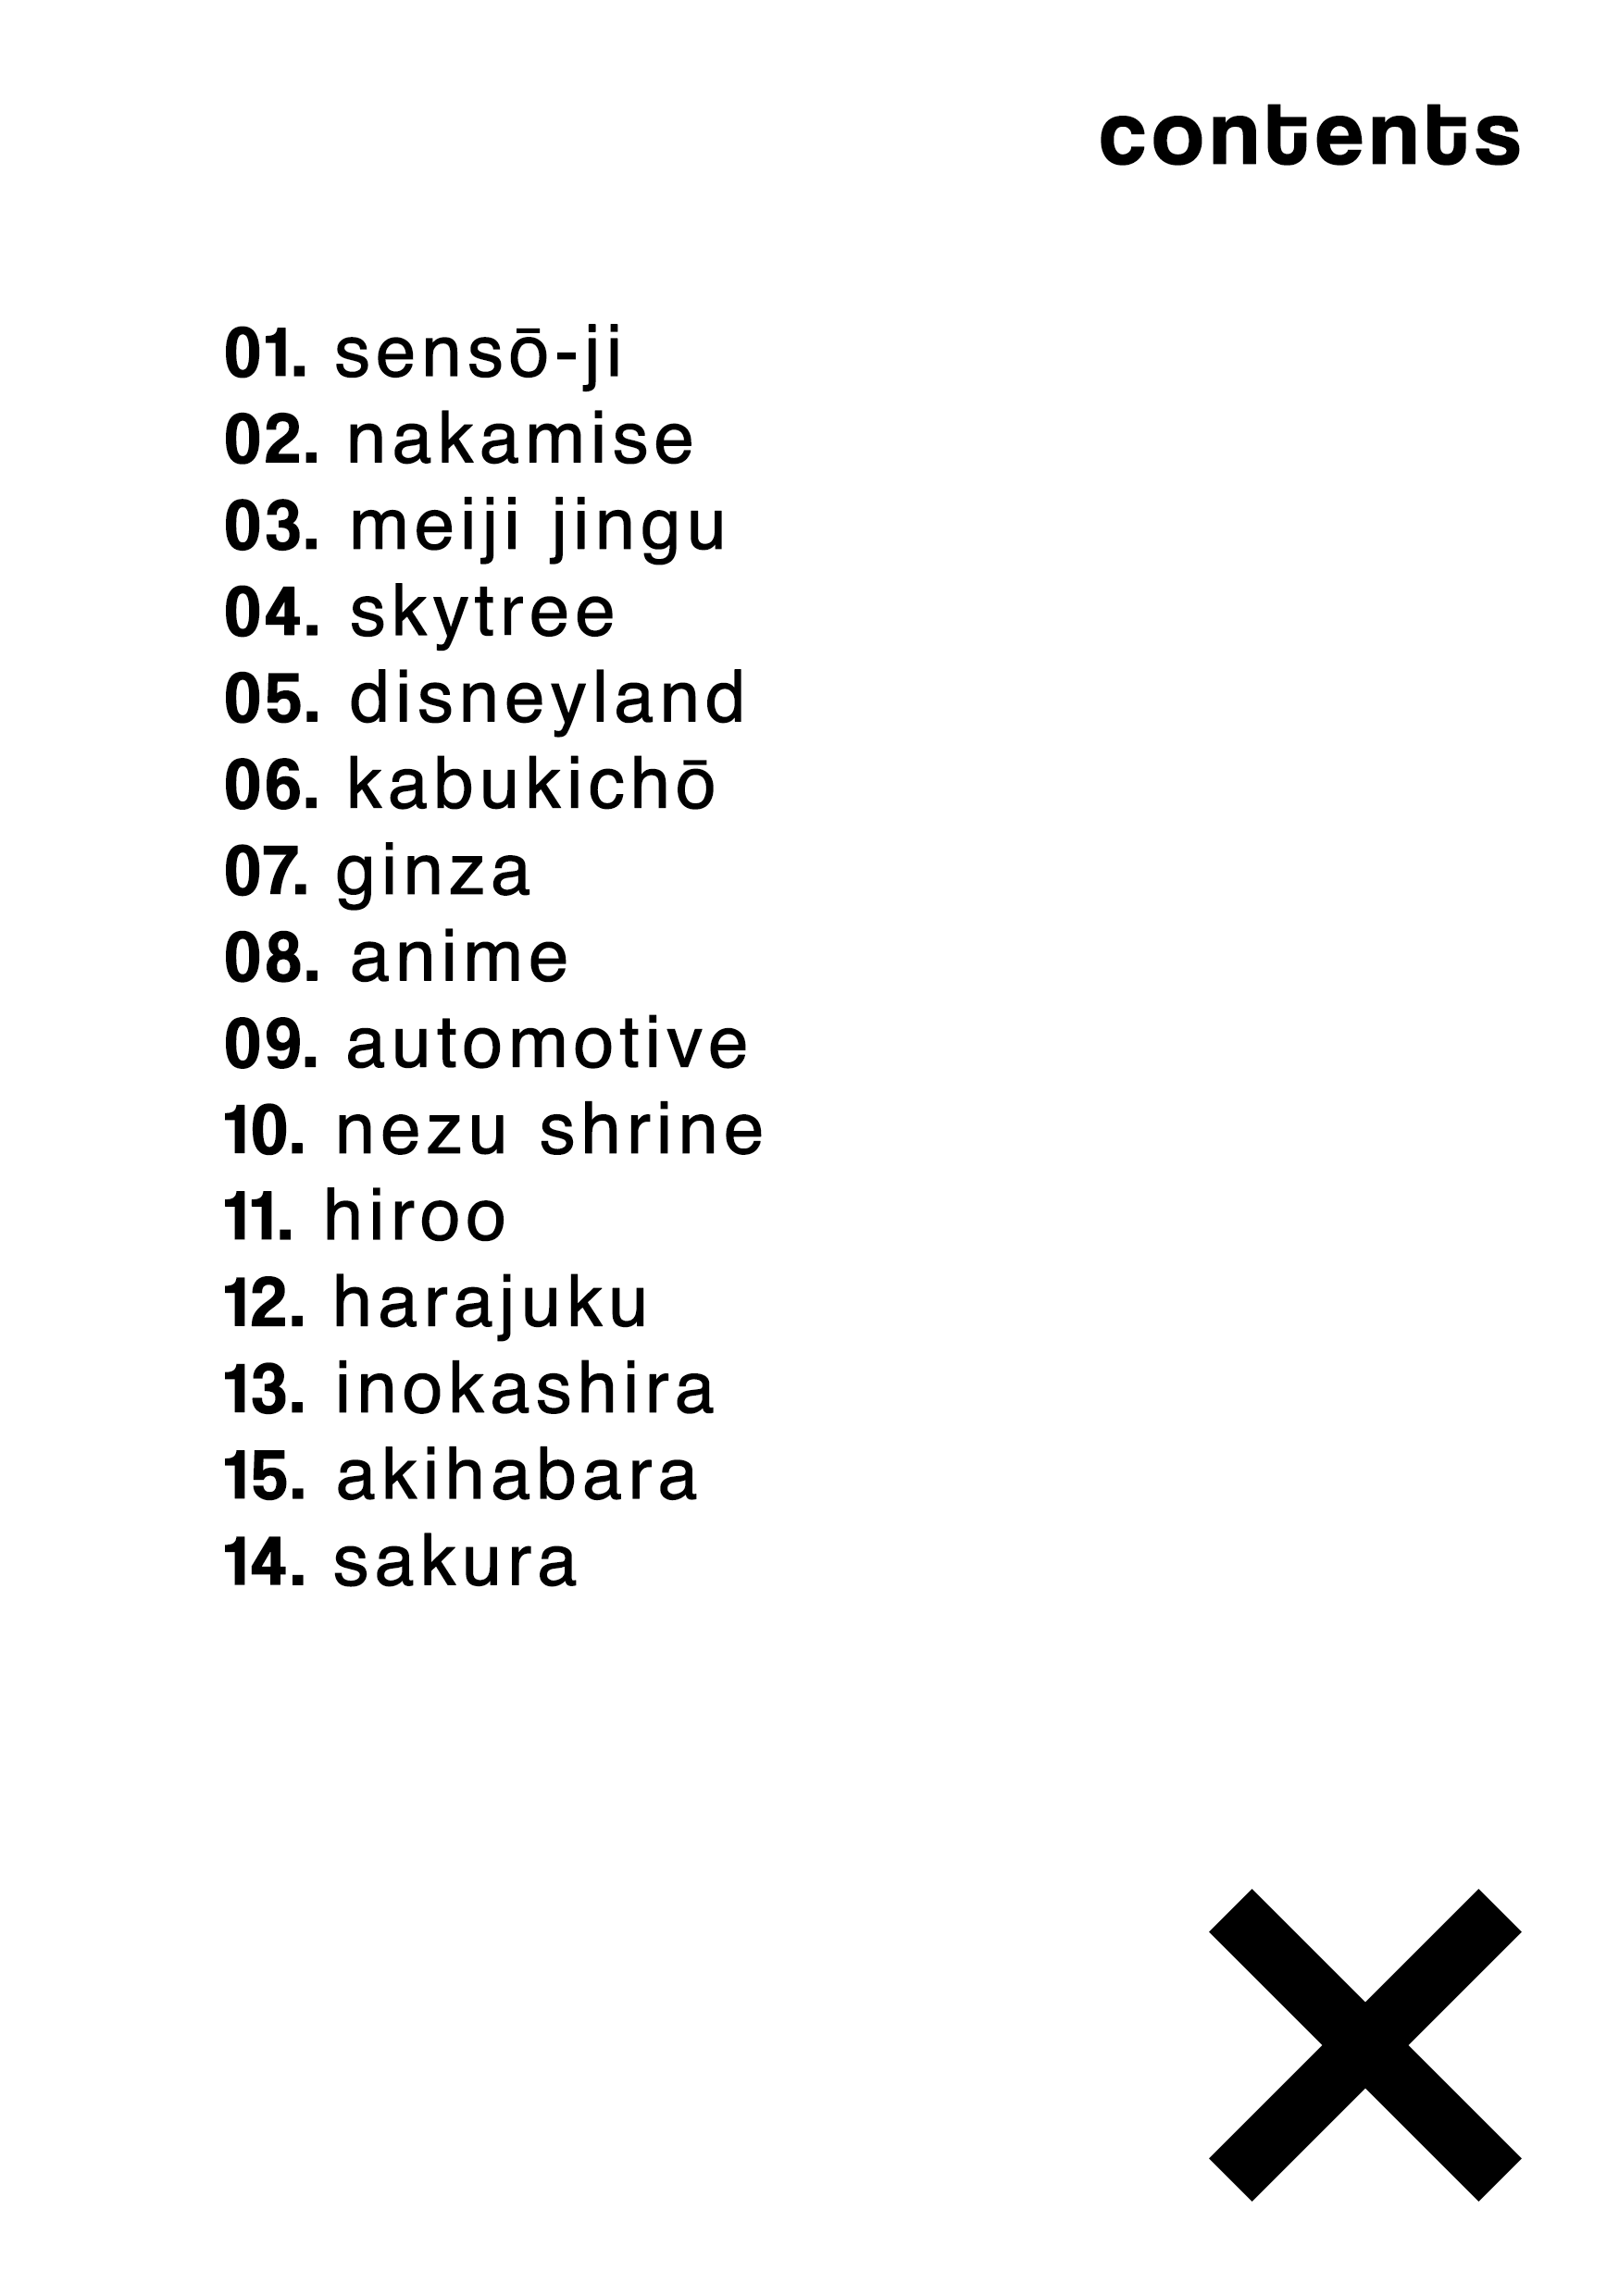 contents
01. sensō-ji
02. nakamise
03. meiji jingu
04. skytree
05. disneyland
06. kabukichō
07. ginza
08. anime
09. automotive
10. nezu shrine
11. hiroo
12. harajuku
13. inokashira
15. akihabara
14. sakura